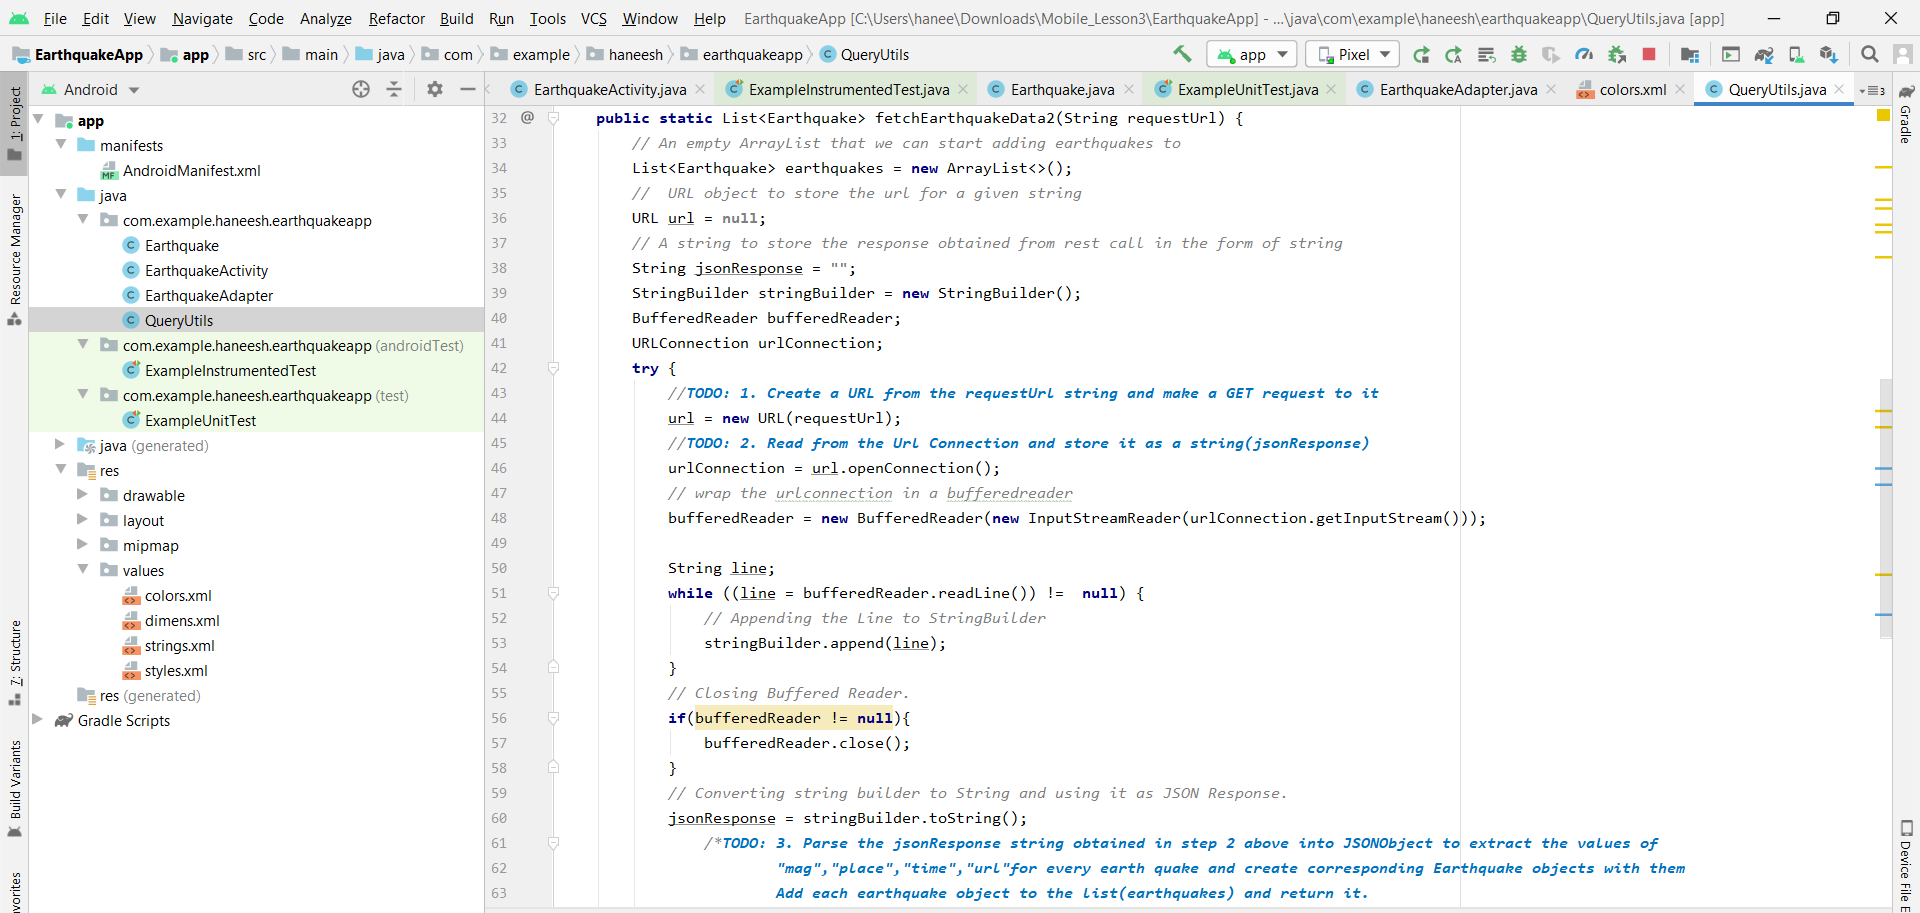 File Edit View Navigate Code Analyze Refactor Build Run Tools VCS Window Help EarthquakeApp [C:\Users\hanee\Downloads\Mobile_Lesson3\EarthquakeApp] - ...\java\com\example\haneesh\earthquakeapp\QueryUtils.java [app]
EarthquakeApp app src main java com example haneesh earthquakeapp QueryUtils app Pixel
Android EarthquakeActivity.java ExampleInstrumentedTest.java Earthquake.java ExampleUnitTest.java EarthquakeAdapter.java colors.xml QueryUtils.java 3
1: Project
Resource Manager
7: Structure
Build Variants
app
manifests
AndroidManifest.xml
java
com.example.haneesh.earthquakeapp
Earthquake
EarthquakeActivity
EarthquakeAdapter
QueryUtils
com.example.haneesh.earthquakeapp (androidTest)
ExampleInstrumentedTest
com.example.haneesh.earthquakeapp (test)
ExampleUnitTest
java (generated)
res
drawable
layout
mipmap
values
colors.xml
dimens.xml
strings.xml
styles.xml
res (generated)
Gradle Scripts
32 @ public static List<Earthquake> fetchEarthquakeData2(String requestUrl) {
33 // An empty ArrayList that we can start adding earthquakes to
34 List<Earthquake> earthquakes = new ArrayList<>();
35 //  URL object to store the url for a given string
36 URL url = null;
37 // A string to store the response obtained from rest call in the form of string
38 String jsonResponse = "";
39 StringBuilder stringBuilder = new StringBuilder();
40 BufferedReader bufferedReader;
41 URLConnection urlConnection;
42 try {
43 //TODO: 1. Create a URL from the requestUrl string and make a GET request to it
44 url = new URL(requestUrl);
45 //TODO: 2. Read from the Url Connection and store it as a string(jsonResponse)
46 urlConnection = url.openConnection();
47 // wrap the urlconnection in a bufferedreader
48 bufferedReader = new BufferedReader(new InputStreamReader(urlConnection.getInputStream()));
49
50 String line;
51 while ((line = bufferedReader.readLine()) !=  null) {
52 // Appending the Line to StringBuilder
53 stringBuilder.append(line);
54 }
55 // Closing Buffered Reader.
56 if(bufferedReader != null){
57 bufferedReader.close();
58 }
59 // Converting string builder to String and using it as JSON Response.
60 jsonResponse = stringBuilder.toString();
61 /*TODO: 3. Parse the jsonResponse string obtained in step 2 above into JSONObject to extract the values of
62 "mag","place","time","url"for every earth quake and create corresponding Earthquake objects with them
63 Add each earthquake object to the list(earthquakes) and return it.
Gradle
Device File E